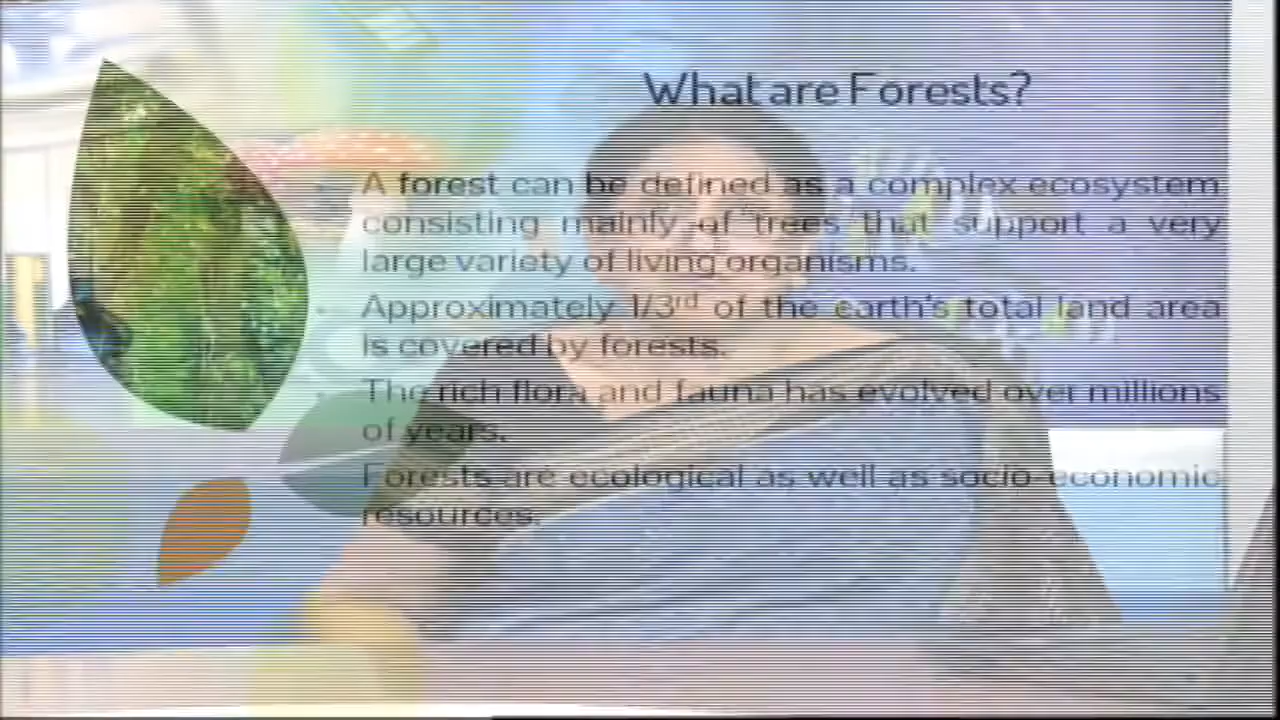 What are Forests?
A forest can be defined as a complex ecosystem
consisting mainly of trees that support a very
large variety of living organisms.
Approximately 1/3rd of the earth's total land area
is covered by forests.
The rich flora and fauna has evolved over millions
of years.
Forests are ecological as well as socio-economic
resources.